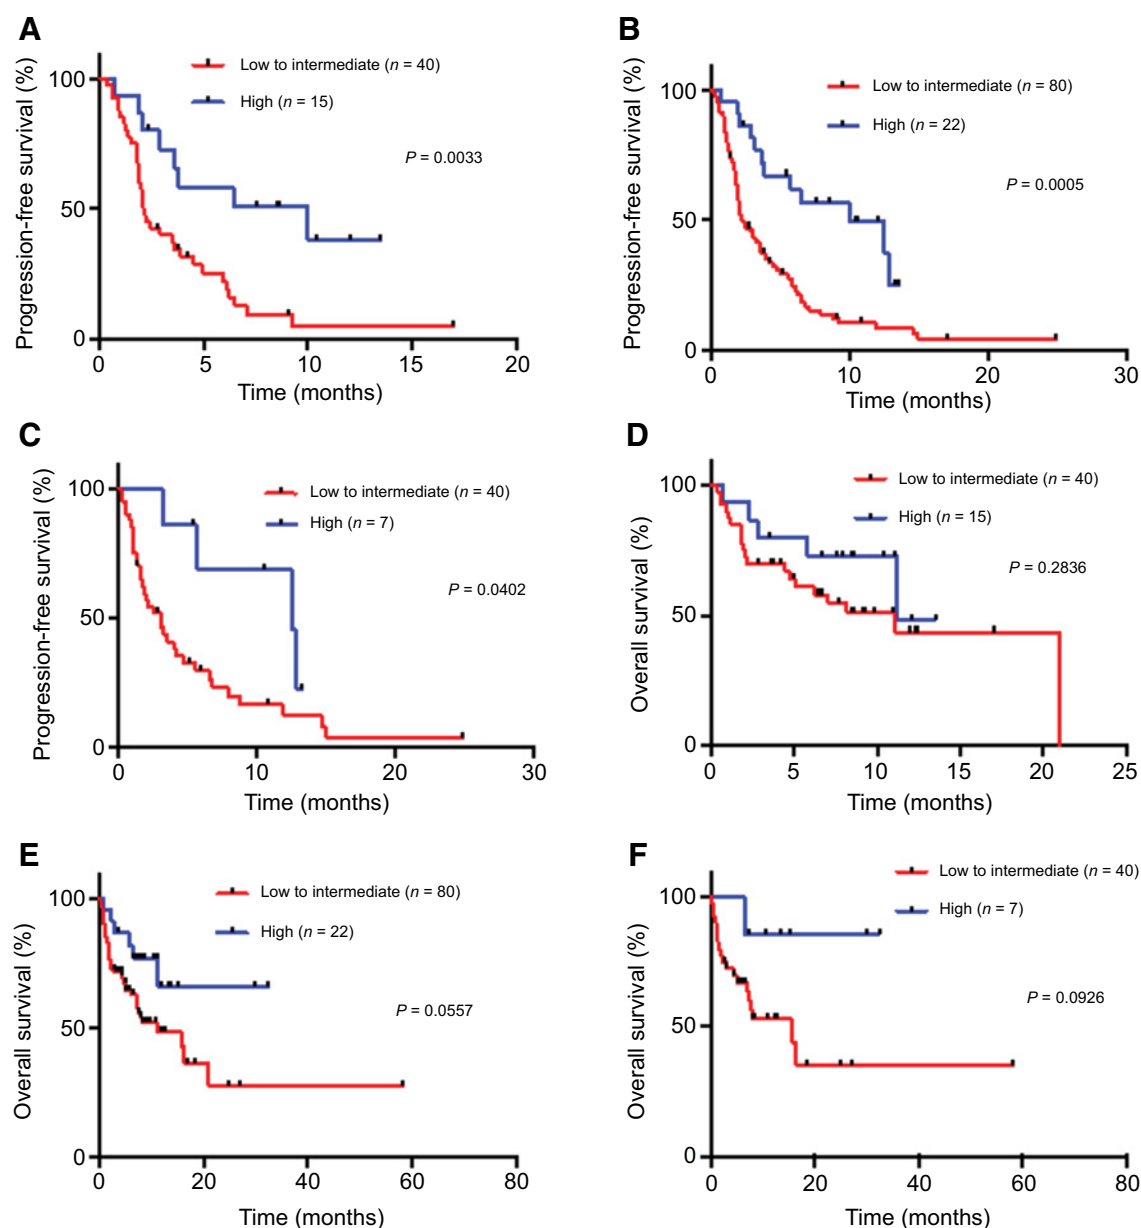 A
Progression-free survival (%)
100
50
0
Low to intermediate (n = 40)
High (n = 15)
P = 0.0033
0 5 10 15 20
Time (months)
B
Progression-free survival (%)
100
50
0
Low to intermediate (n = 80)
High (n = 22)
P = 0.0005
0 10 20 30
Time (months)
C
Progression-free survival (%)
100
50
0
Low to intermediate (n = 40)
High (n = 7)
P = 0.0402
0 10 20 30
Time (months)
D
Overall survival (%)
100
50
0
Low to intermediate (n = 40)
High (n = 15)
P = 0.2836
0 5 10 15 20 25
Time (months)
E
Overall survival (%)
100
50
0
Low to intermediate (n = 80)
High (n = 22)
P = 0.0557
0 20 40 60 80
Time (months)
F
Overall survival (%)
100
50
0
Low to intermediate (n = 40)
High (n = 7)
P = 0.0926
0 20 40 60 80
Time (months)